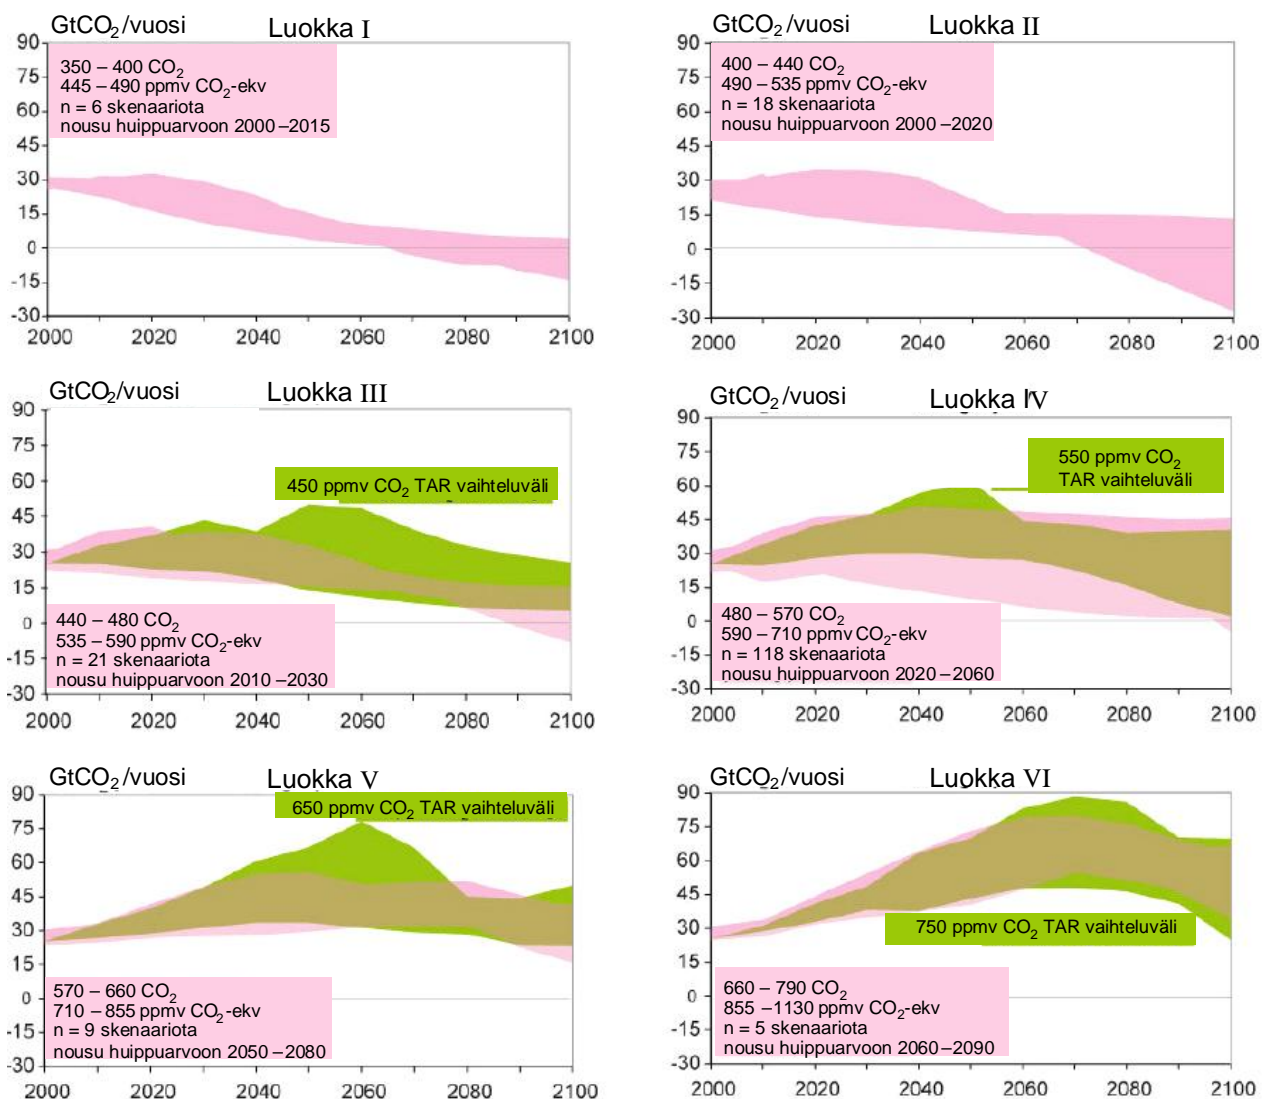 GtCO2/vuosi Luokka I
90
350 – 400 CO2
445 – 490 ppmv CO2-ekv
n = 6 skenaariota
nousu huippuarvoon 2000 –2015
75
60
45
30
15
0
-15
-30
2000 2020 2040 2060 2080 2100
GtCO2/vuosi Luokka II
90
400 – 440 CO2
490 – 535 ppmv CO2-ekv
n = 18 skenaariota
nousu huippuarvoon 2000 –2020
75
60
45
30
15
0
-15
-30
2000 2020 2040 2060 2080 2100
GtCO2/vuosi Luokka III
90
75
60
450 ppmv CO2 TAR vaihteluväli
45
30
15
0
440 – 480 CO2
535 – 590 ppmv CO2-ekv
n = 21 skenaariota
nousu huippuarvoon 2010 –2030
-15
-30
2000 2020 2040 2060 2080 2100
GtCO2/vuosi Luokka IV
90
75
550 ppmv CO2
TAR vaihteluväli
60
45
30
15
0
480 – 570 CO2
590 – 710 ppmv CO2-ekv
n = 118 skenaariota
nousu huippuarvoon 2020 –2060
-15
-30
2000 2020 2040 2060 2080 2100
GtCO2/vuosi Luokka V
90
650 ppmv CO2 TAR vaihteluväli
75
60
45
30
15
0
570 – 660 CO2
710 – 855 ppmv CO2-ekv
n = 9 skenaariota
nousu huippuarvoon 2050 –2080
-15
-30
2000 2020 2040 2060 2080 2100
GtCO2/vuosi Luokka VI
90
75
60
45
30
750 ppmv CO2 TAR vaihteluväli
15
0
660 – 790 CO2
855 –1130 ppmv CO2-ekv
n = 5 skenaariota
nousu huippuarvoon 2060 –2090
-15
-30
2000 2020 2040 2060 2080 2100